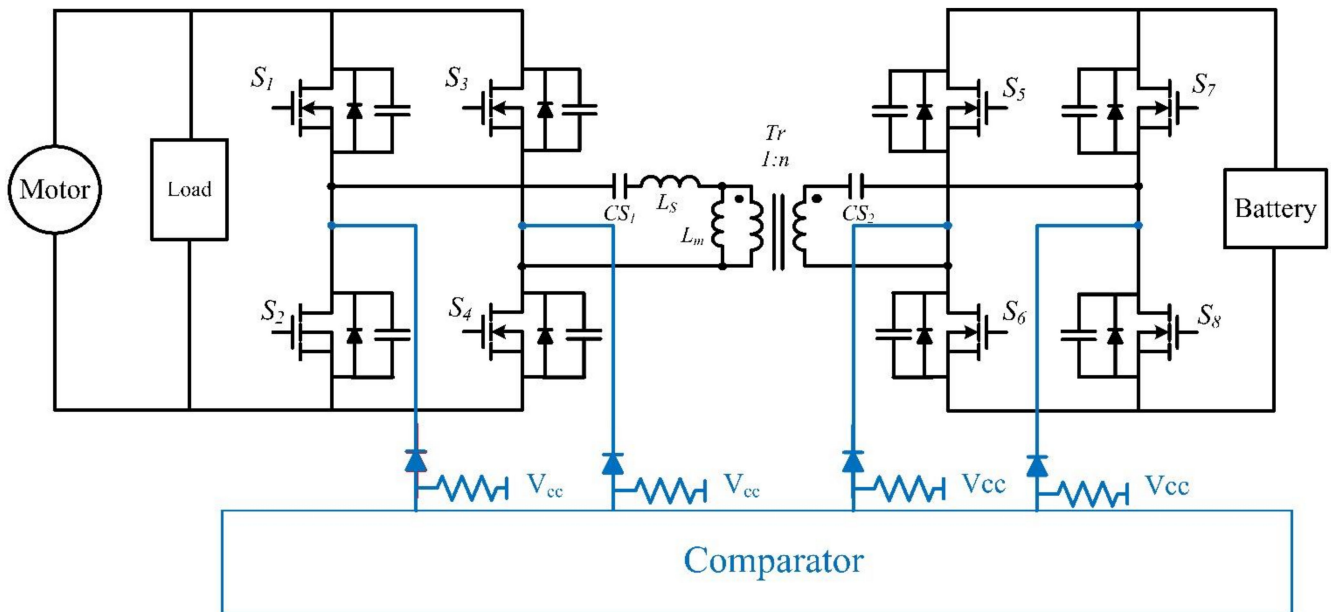 S1
S3
S5
S7
Tr
1:n
Motor
Load
CS1
LS
Lm
CS2
Battery
S2
S4
S6
S8
Vcc
Vcc
Vcc
Vcc
Comparator